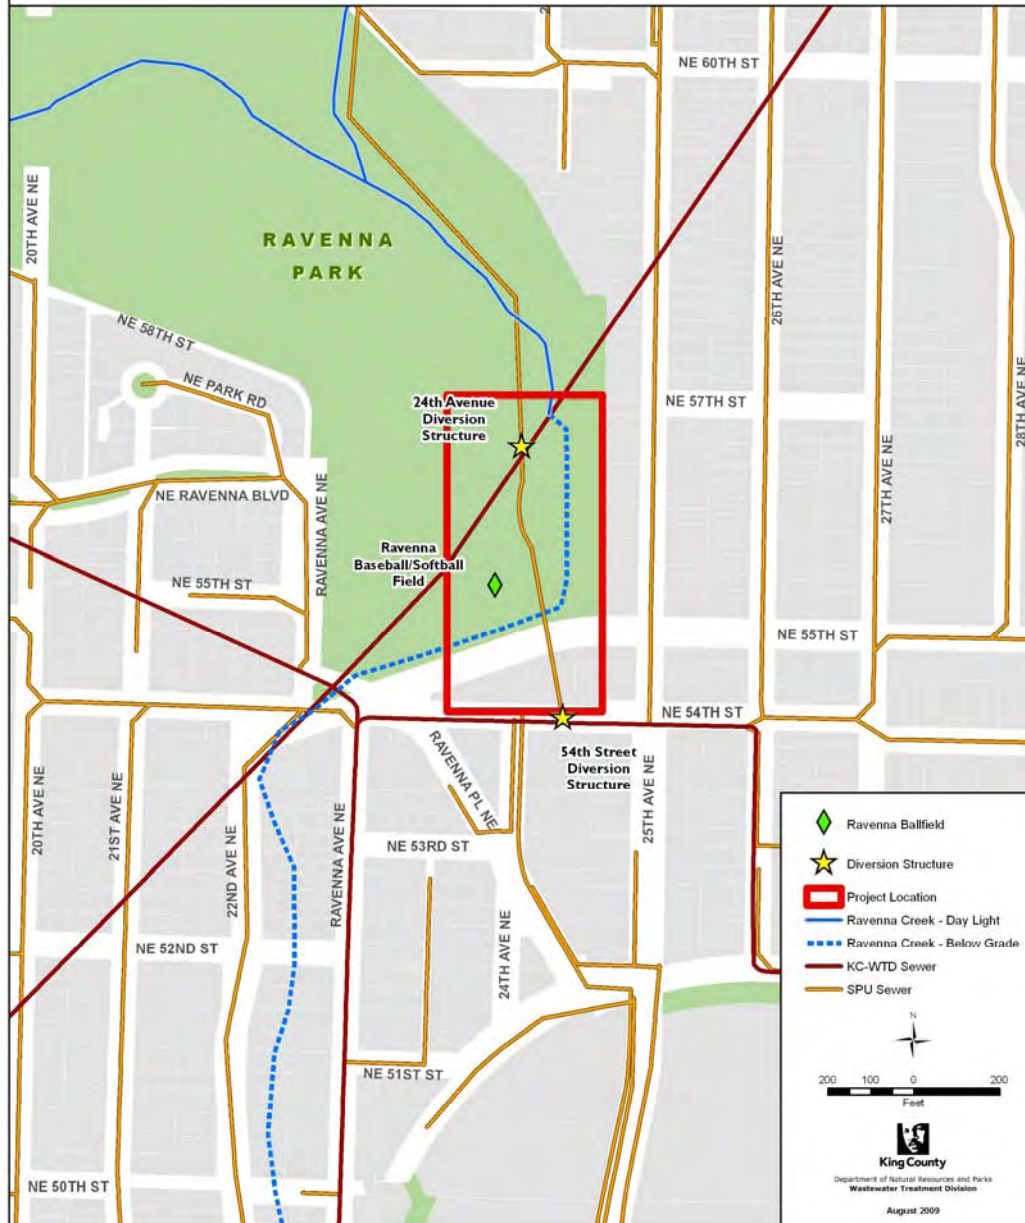 NE 60TH ST
20TH AVE NE
RAVENNA
PARK
26TH AVE NE
NE 58TH ST
NE PARK RD
24th Avenue
Diversion
Structure
NE 57TH ST
28TH AVE NE
27TH AVE NE
NE RAVENNA BLVD
RAVENNA AVE NE
Ravenna
Baseball/Softball
Field
NE 55TH ST
NE 55TH ST
NE 54TH ST
RAVENNA PL NE
54th Street
Diversion
Structure
25TH AVE NE
20TH AVE NE
21ST AVE NE
22ND AVE NE
RAVENNA AVE NE
NE 53RD ST
24TH AVE NE
NE 52ND ST
NE 51ST ST
NE 50TH ST
Ravenna Ballfield
Diversion Structure
Project Location
Ravenna Creek - Day Light
Ravenna Creek - Below Grade
KC-WTD Sewer
SPU Sewer
N
200 100 0 200
Feet
King County
Department of Natural Resources and Parks
Wastewater Treatment Division
August 2009